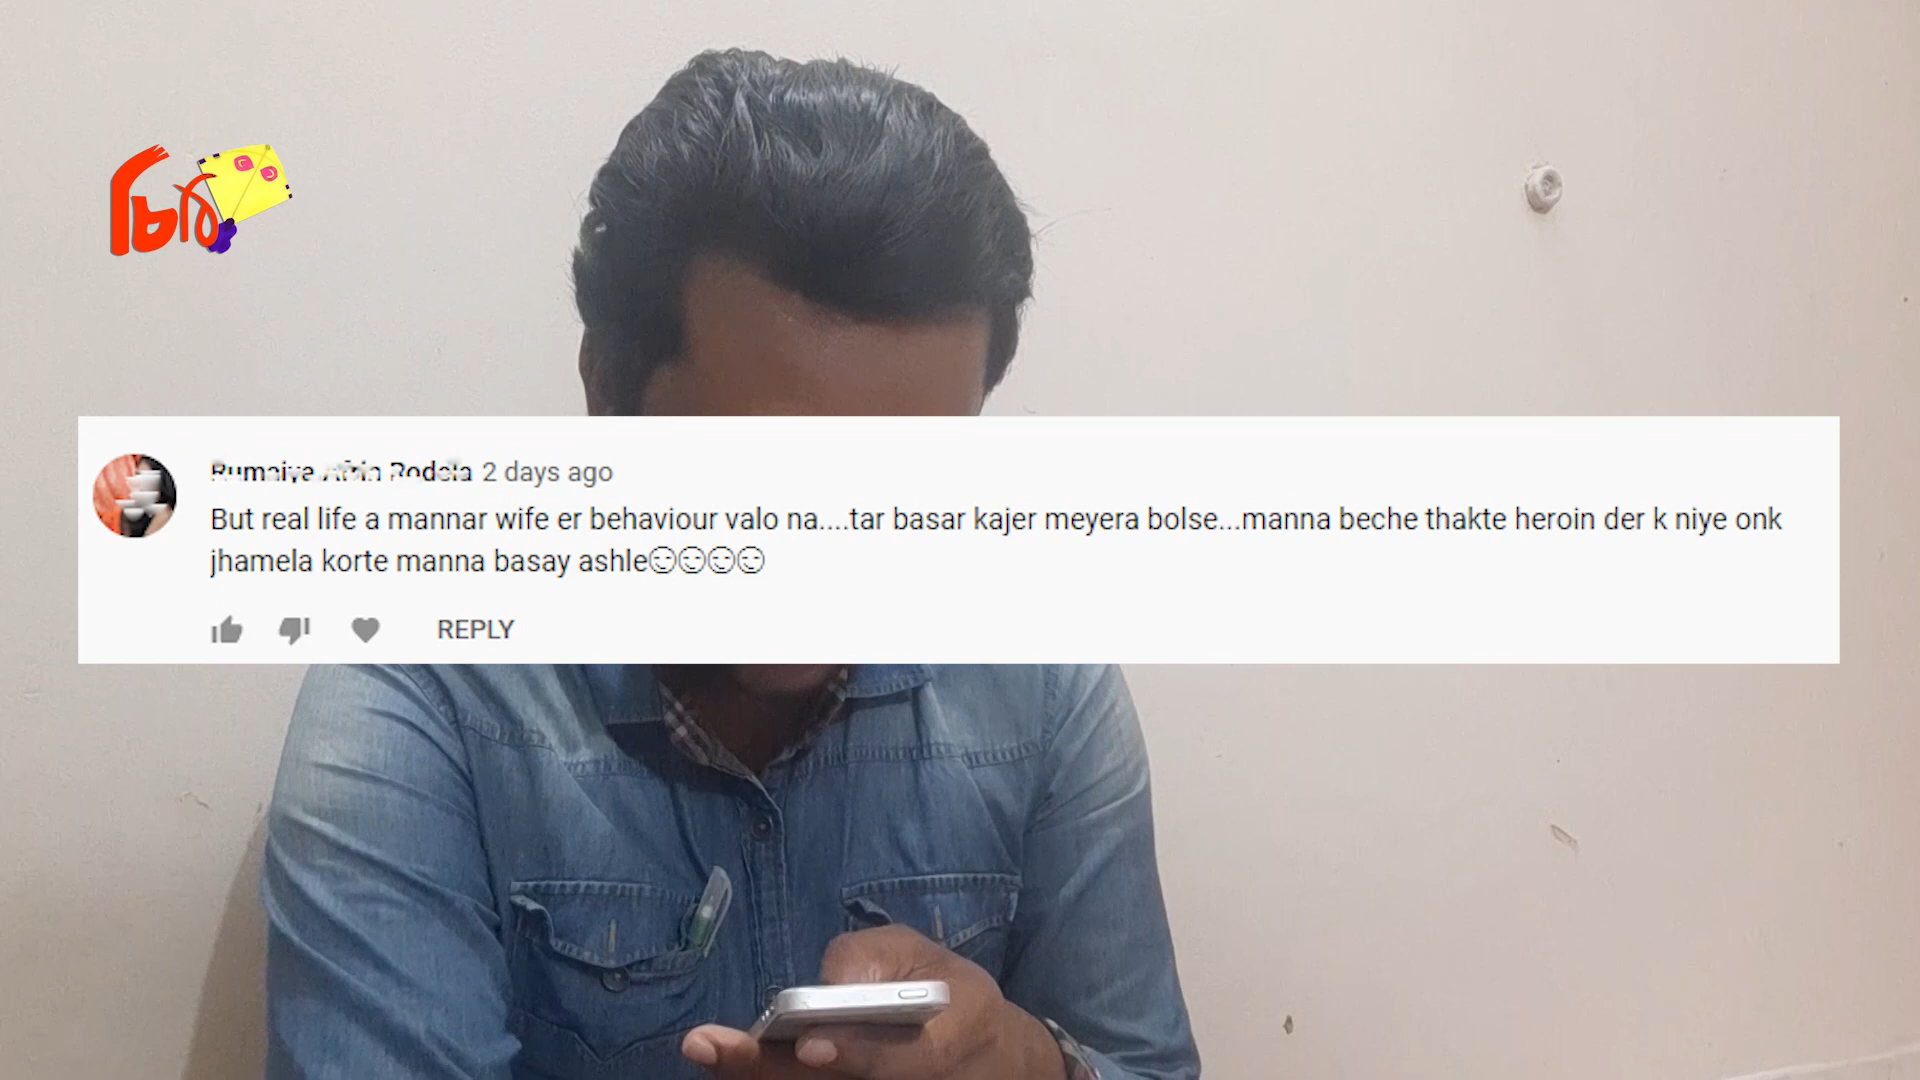 2 days ago
But real life a mannar wife er behaviour valo na....tar basar kajer meyera bolse...manna beche thakte heroin der k niye onk
jhamela korte manna basay ashle😏😏😏😏
REPLY